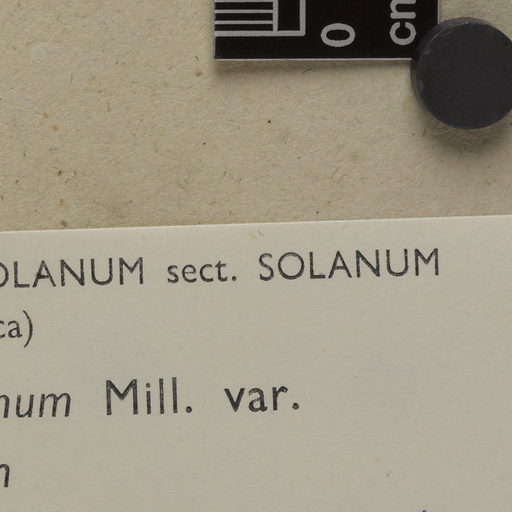 0 cm
OLANUM sect. SOLANUM
ca)
num Mill. var.
n